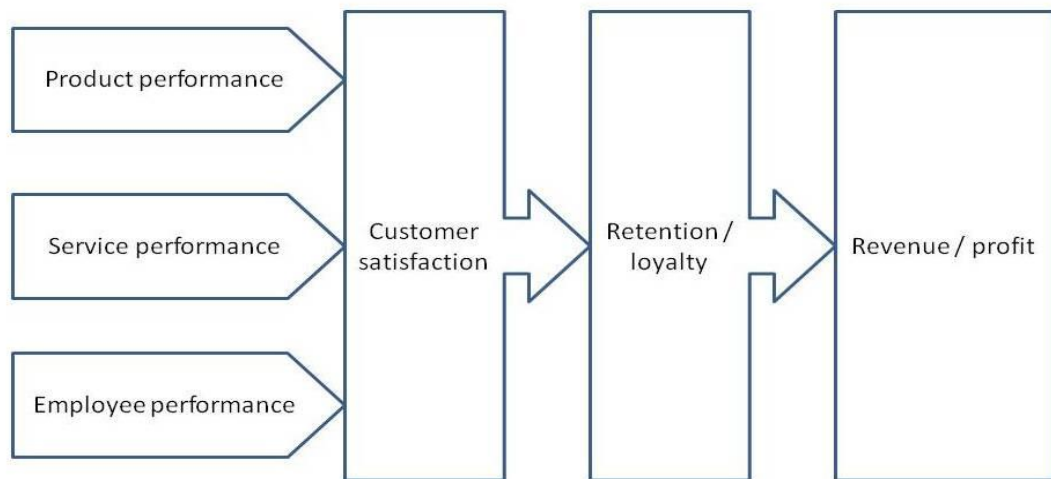 Product performance
Service performance
Employee performance
Customer
satisfaction
Retention /
loyalty
Revenue / profit